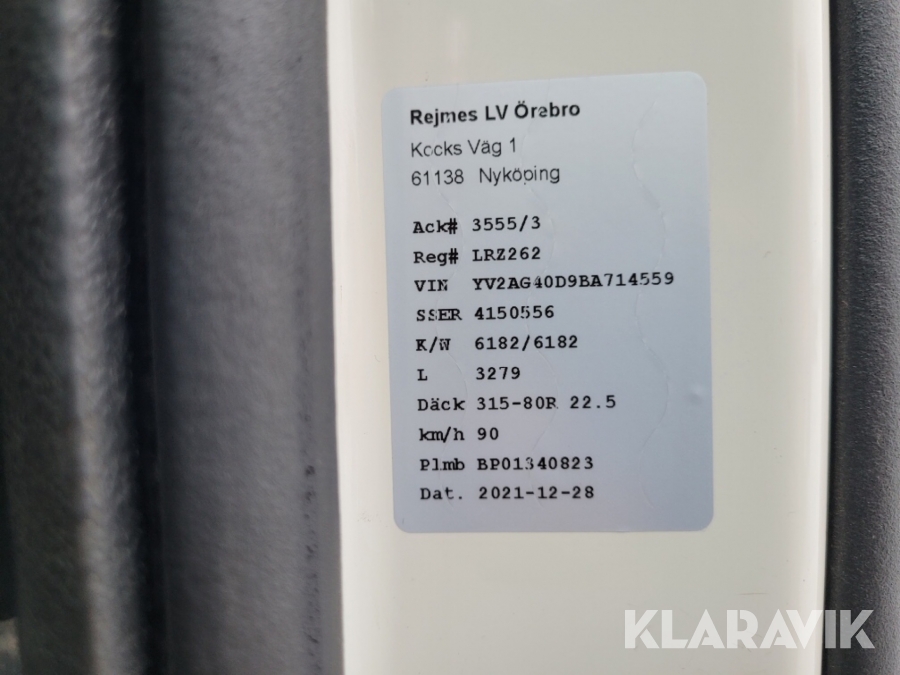 Rejmes LV Örebro
Kocks Väg 1
61138 Nyköping
Ack# 3555/3
Reg# LRZ262
VIN YV2AG40D9BA714559
SSER 4150556
K/W 6182/6182
L 3279
Däck 315-80R 22.5
km/h 90
Plmb BP01340823
Dat. 2021-12-28
KLARAVIK